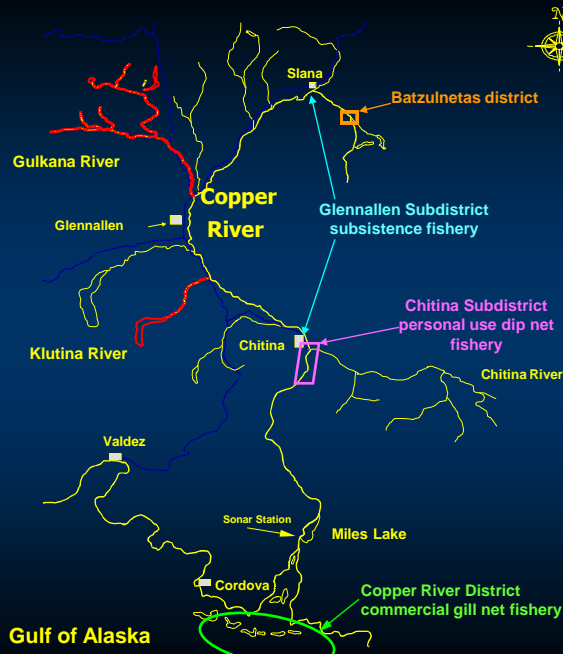 N
Slana
Batzulnetas district
Gulkana River
Copper
River
Glennallen
Glennallen Subdistrict
subsistence fishery
Chitina Subdistrict
personal use dip net
fishery
Klutina River
Chitina
Chitina River
Valdez
Sonar Station
Miles Lake
Cordova
Copper River District
commercial gill net fishery
Gulf of Alaska